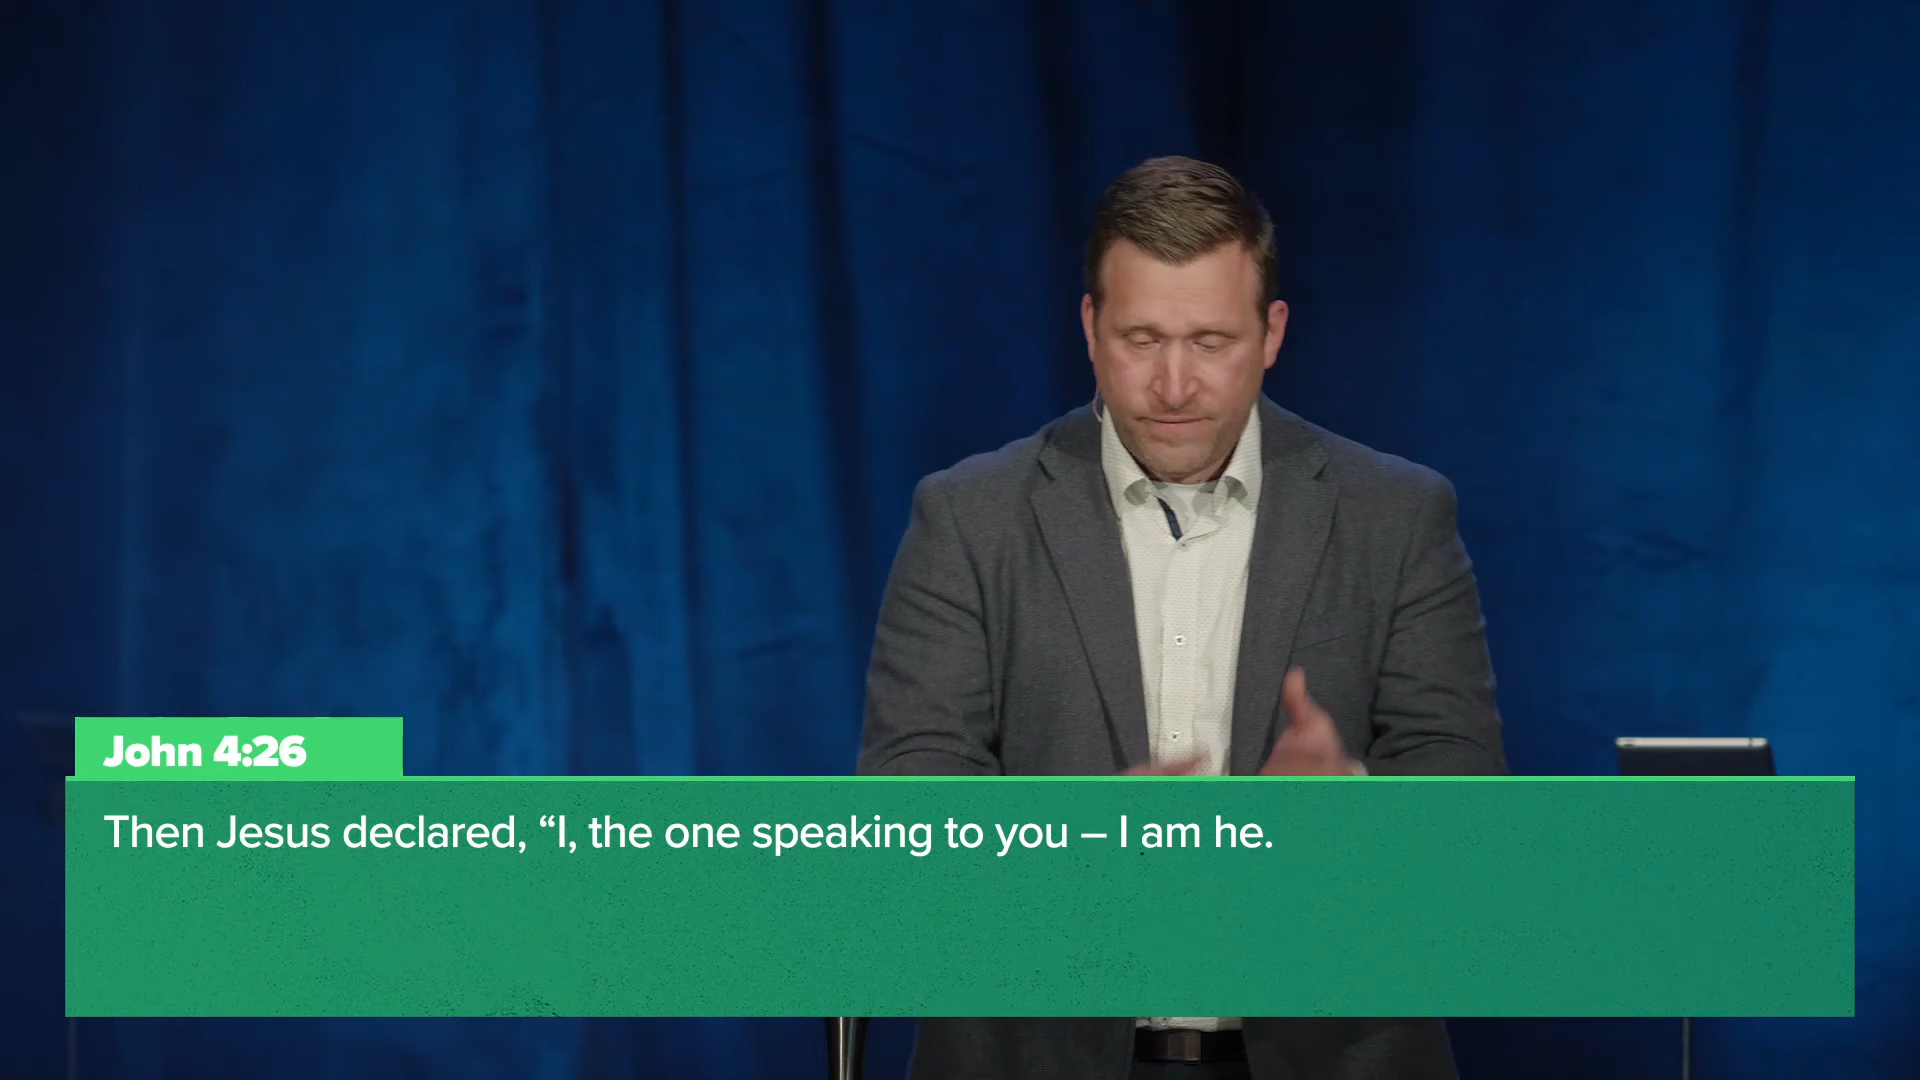 John 4:26
Then Jesus declared, “I, the one speaking to you – I am he.